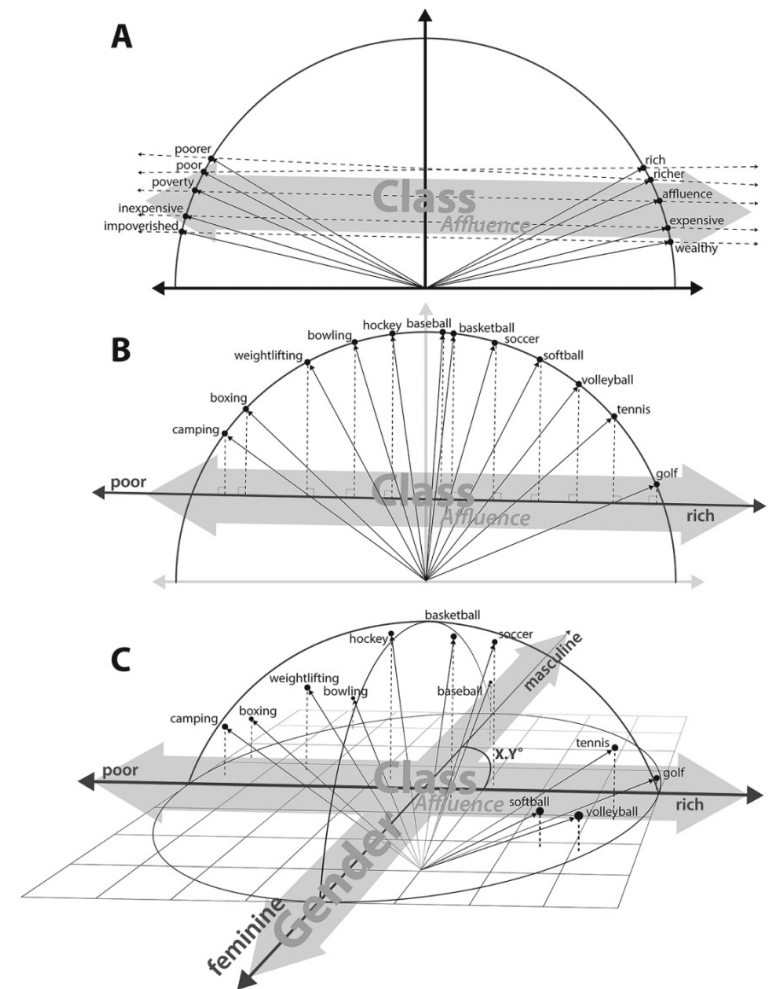 A
poorer
poor
poverty
inexpensive
impoverished
rich
richer
affluence
expensive
wealthy
Class
Affluence
B
camping
boxing
weightlifting
bowling
hockey
baseball
basketball
soccer
softball
volleyball
tennis
golf
poor
Class
Affluence
rich
C
camping
boxing
weightlifting
bowling
hockey
basketball
soccer
baseball
masculine
X.Y°
tennis
golf
poor
Class
Affluence
rich
softball
volleyball
Gender
feminine